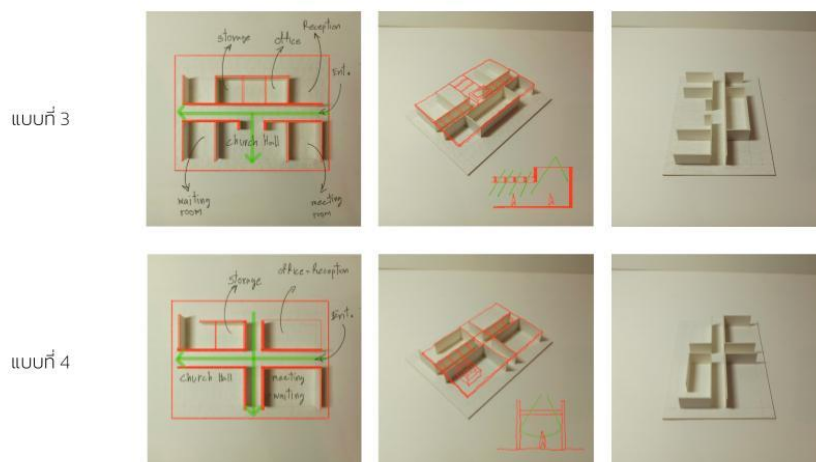 แบบที่ 3
storage
office
Reception
Ent.
church Hall
waiting
room
meeting
room
แบบที่ 4
storage
office + Reception
Ent.
church Hall
meeting
waiting